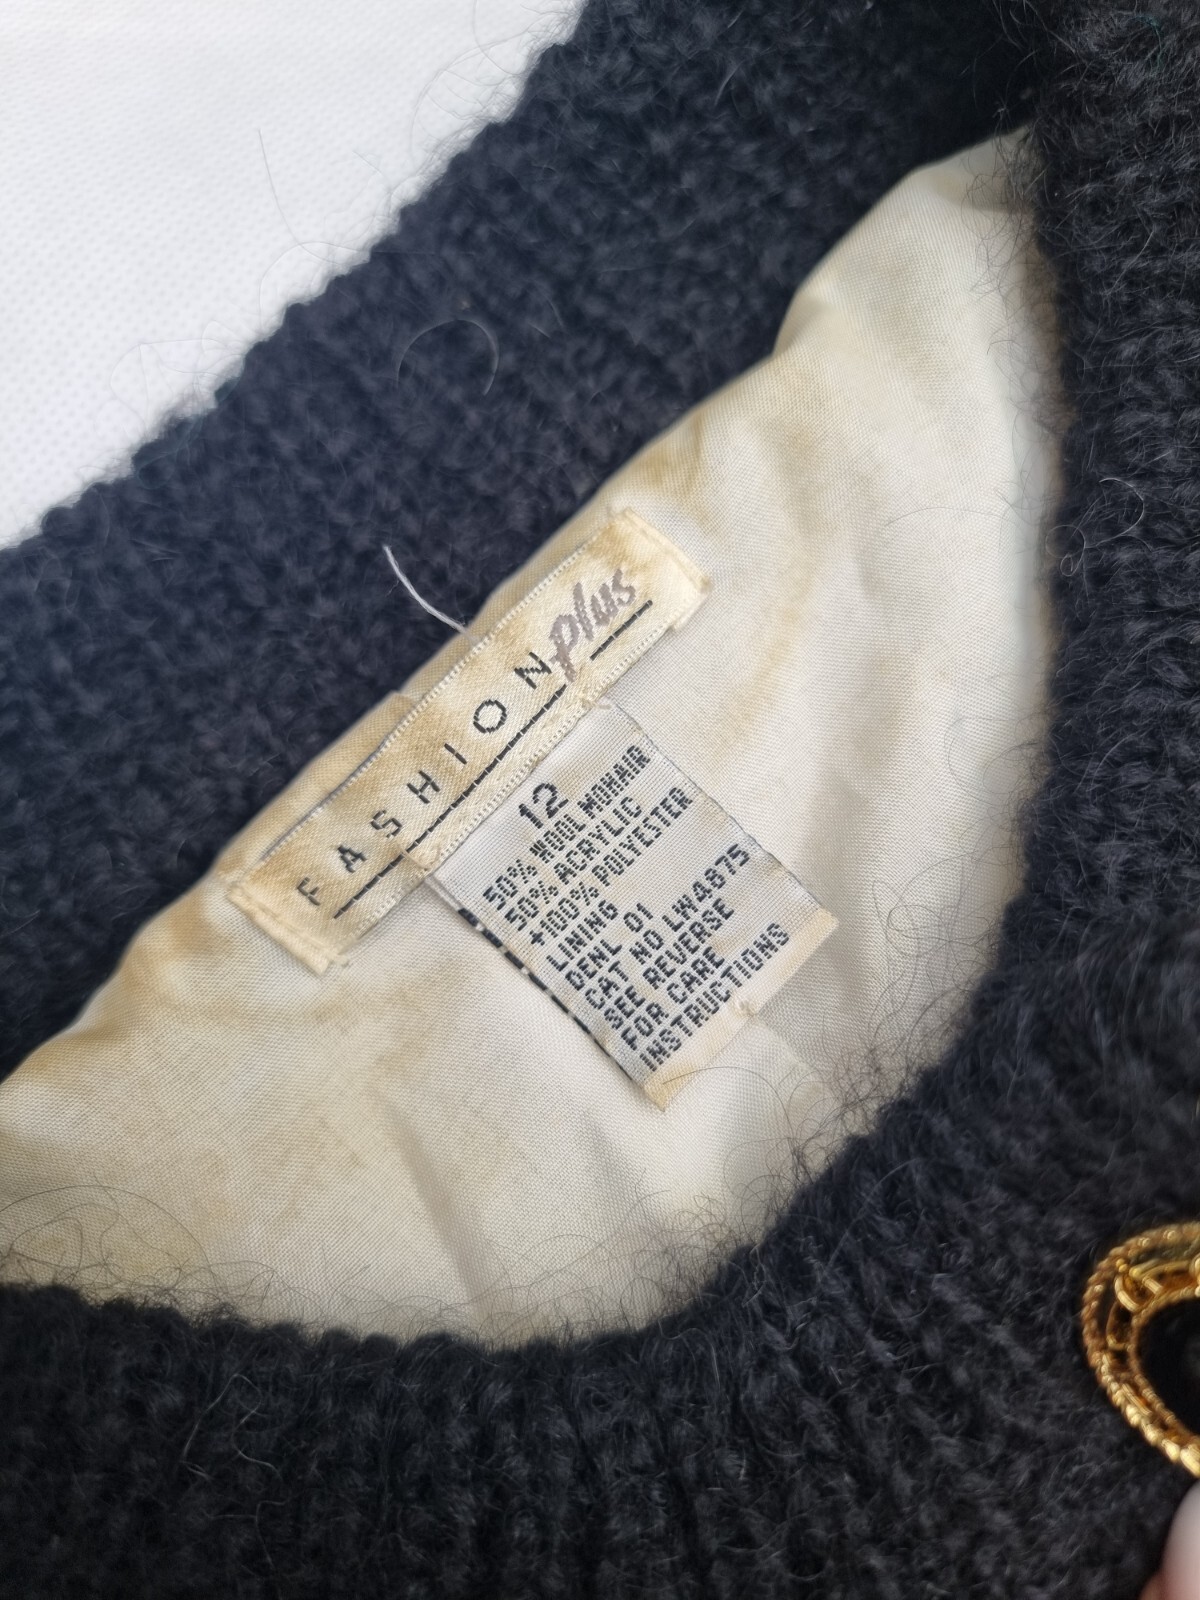 FASHION plus
12
50% WOOL MOHAIR
50% ACRYLIC
+100% POLYESTER
LINING
DENL 01
CAT NO LW4675
SEE REVERSE
FOR CARE
INSTRUCTIONS